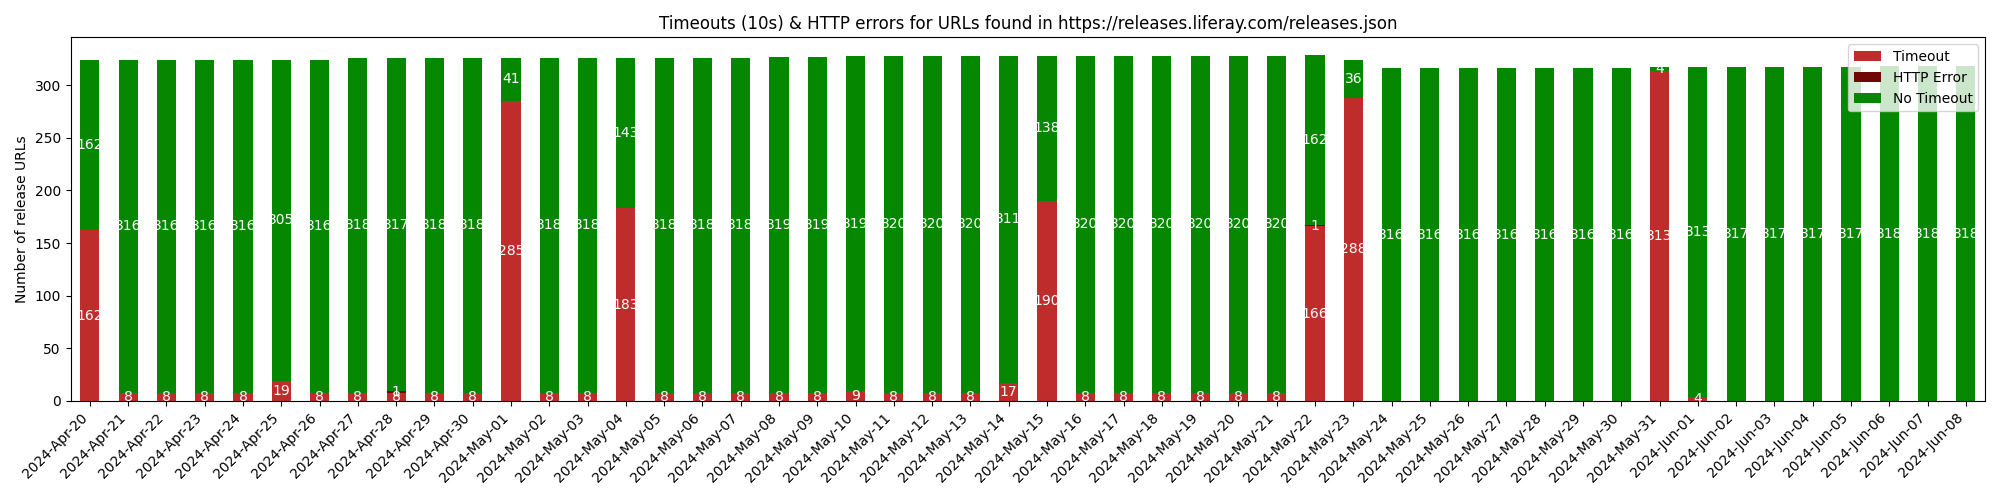 Timeouts (10s) & HTTP errors for URLs found in https://releases.liferay.com/releases.json
Number of release URLs
300
250
200
150
100
50
0
Timeout
HTTP Error
No Timeout
41 36 4
162 143 138 162
316 316 316 316 305 316 318 317 318 318 318 318 318 318 318 319 319 319 320 320 320 311 320 320 320 320 320 320 1 316 316 316 316 316 316 316 313 317 317 317 317 318 318 318
162 285 183 190 166 288 313
8 8 8 8 19 8 8 1 8 8 8 8 8 8 8 8 8 8 9 8 8 8 17 8 8 8 8 8 8 4
2024-Apr-20
2024-Apr-21
2024-Apr-22
2024-Apr-23
2024-Apr-24
2024-Apr-25
2024-Apr-26
2024-Apr-27
2024-Apr-28
2024-Apr-29
2024-Apr-30
2024-May-01
2024-May-02
2024-May-03
2024-May-04
2024-May-05
2024-May-06
2024-May-07
2024-May-08
2024-May-09
2024-May-10
2024-May-11
2024-May-12
2024-May-13
2024-May-14
2024-May-15
2024-May-16
2024-May-17
2024-May-18
2024-May-19
2024-May-20
2024-May-21
2024-May-22
2024-May-23
2024-May-24
2024-May-25
2024-May-26
2024-May-27
2024-May-28
2024-May-29
2024-May-30
2024-May-31
2024-Jun-01
2024-Jun-02
2024-Jun-03
2024-Jun-04
2024-Jun-05
2024-Jun-06
2024-Jun-07
2024-Jun-08